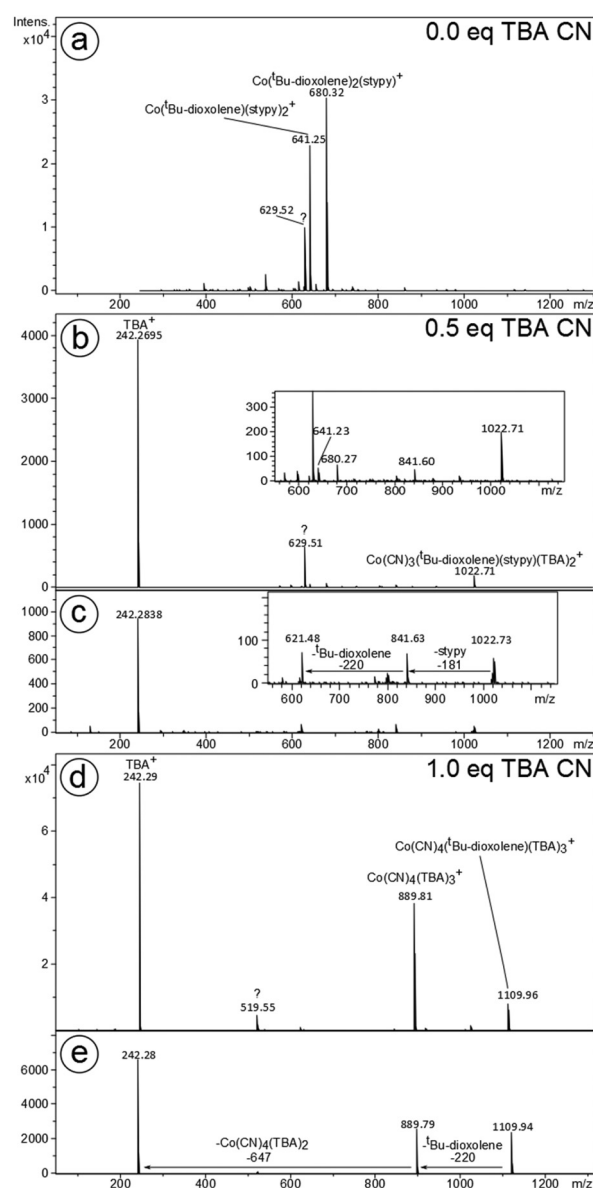 Intens.
x10⁴
a
0.0 eq TBA CN
Co(ᵗBu-dioxolene)₂(stypy)⁺
680.32
Co(ᵗBu-dioxolene)(stypy)₂⁺
641.25
629.52
?
3
2
1
0
200 400 600 800 1000 1200 m/z
b
0.5 eq TBA CN
TBA⁺
242.2695
4000
3000
2000
1000
0
300
200
100
0
641.23
680.27
841.60
1022.71
600 700 800 900 1000 m/z
?
629.51
Co(CN)₃(ᵗBu-dioxolene)(stypy)(TBA)₂⁺
1022.71
c
242.2838
1000
800
600
400
200
0
100
0
621.48
-ᵗBu-dioxolene
-220
841.63
-stypy
-181
1022.73
600 700 800 900 1000 m/z
200 400 600 800 1000 1200 m/z
x10⁴
d
1.0 eq TBA CN
TBA⁺
242.29
Co(CN)₄(ᵗBu-dioxolene)(TBA)₃⁺
Co(CN)₄(TBA)₃⁺
889.81
1109.96
?
519.55
6
4
2
e
242.28
6000
4000
2000
0
-Co(CN)₄(TBA)₂
-647
889.79
-ᵗBu-dioxolene
-220
1109.94
200 400 600 800 1000 1200 m/z